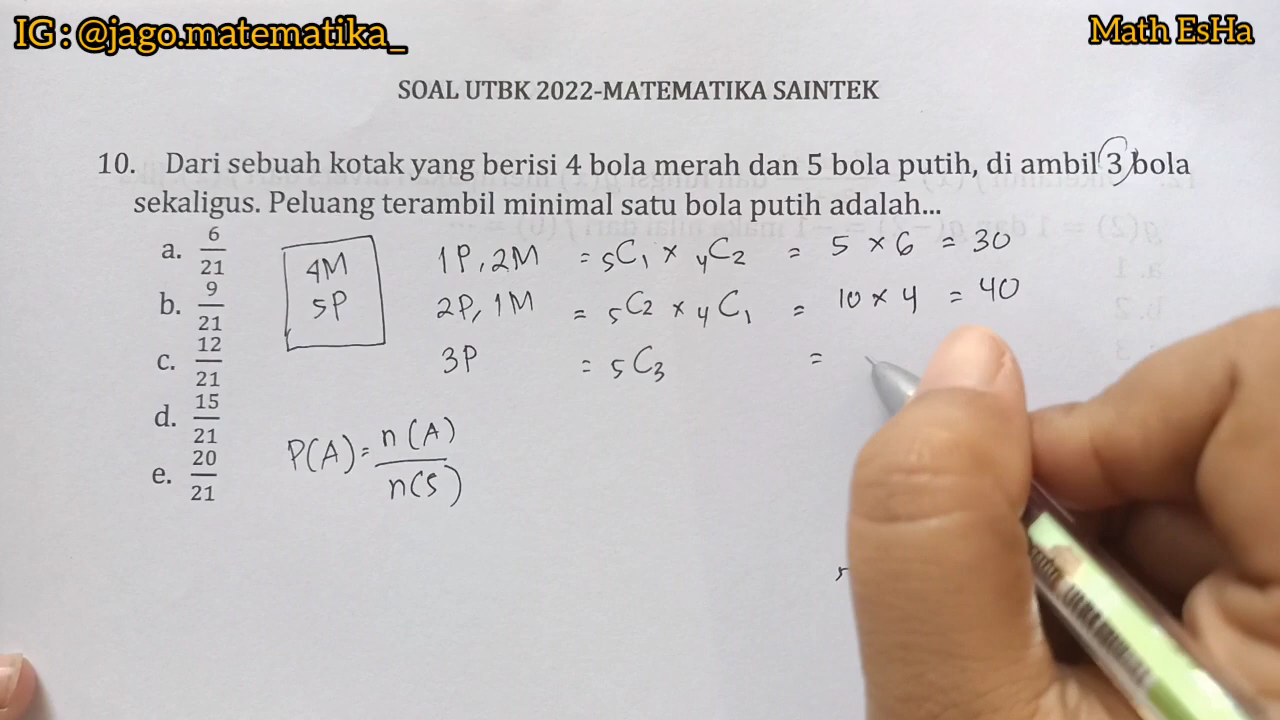 IG : @jago.matematika_
Math EsHa
SOAL UTBK 2022-MATEMATIKA SAINTEK
10. Dari sebuah kotak yang berisi 4 bola merah dan 5 bola putih, di ambil 3 bola
sekaligus. Peluang terambil minimal satu bola putih adalah...
a. 6/21
b. 9/21
c. 12/21
d. 15/21
e. 20/21
4M
5P
1P, 2M = 5C1 × 4C2 = 5 × 6 = 30
2P, 1M = 5C2 × 4C1 = 10 × 4 = 40
3P = 5C3 =
P(A) = n(A)/n(S)